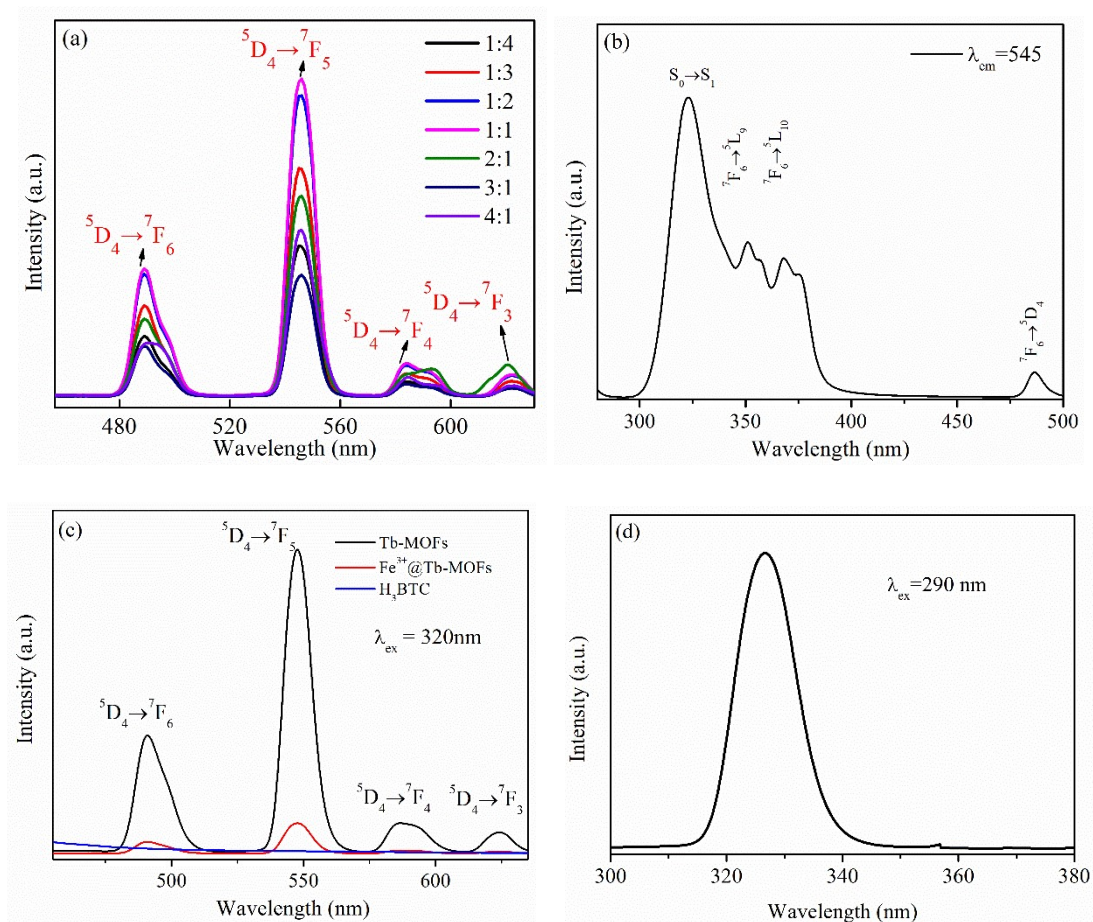 (a)
⁵D₄→⁷F₅
⁵D₄→⁷F₆
⁵D₄→⁷F₄
⁵D₄→⁷F₃
1:4
1:3
1:2
1:1
2:1
3:1
4:1
Intensity (a.u.)
480 520 560 600
Wavelength (nm)
(b)
λem=545
S₀→S₁
⁷F₆→⁵L₉
⁷F₆→⁵L₁₀
⁷F₆→⁵D₄
Intensity (a.u.)
300 350 400 450 500
Wavelength (nm)
(c)
⁵D₄→⁷F₅
Tb-MOFs
Fe³⁺@Tb-MOFs
H₃BTC
λex = 320nm
⁵D₄→⁷F₆
⁵D₄→⁷F₄
⁵D₄→⁷F₃
Intensity (a.u.)
500 550 600
Wavelength (nm)
(d)
λex=290 nm
Intensity (a.u.)
300 320 340 360 380
Wavelength (nm)